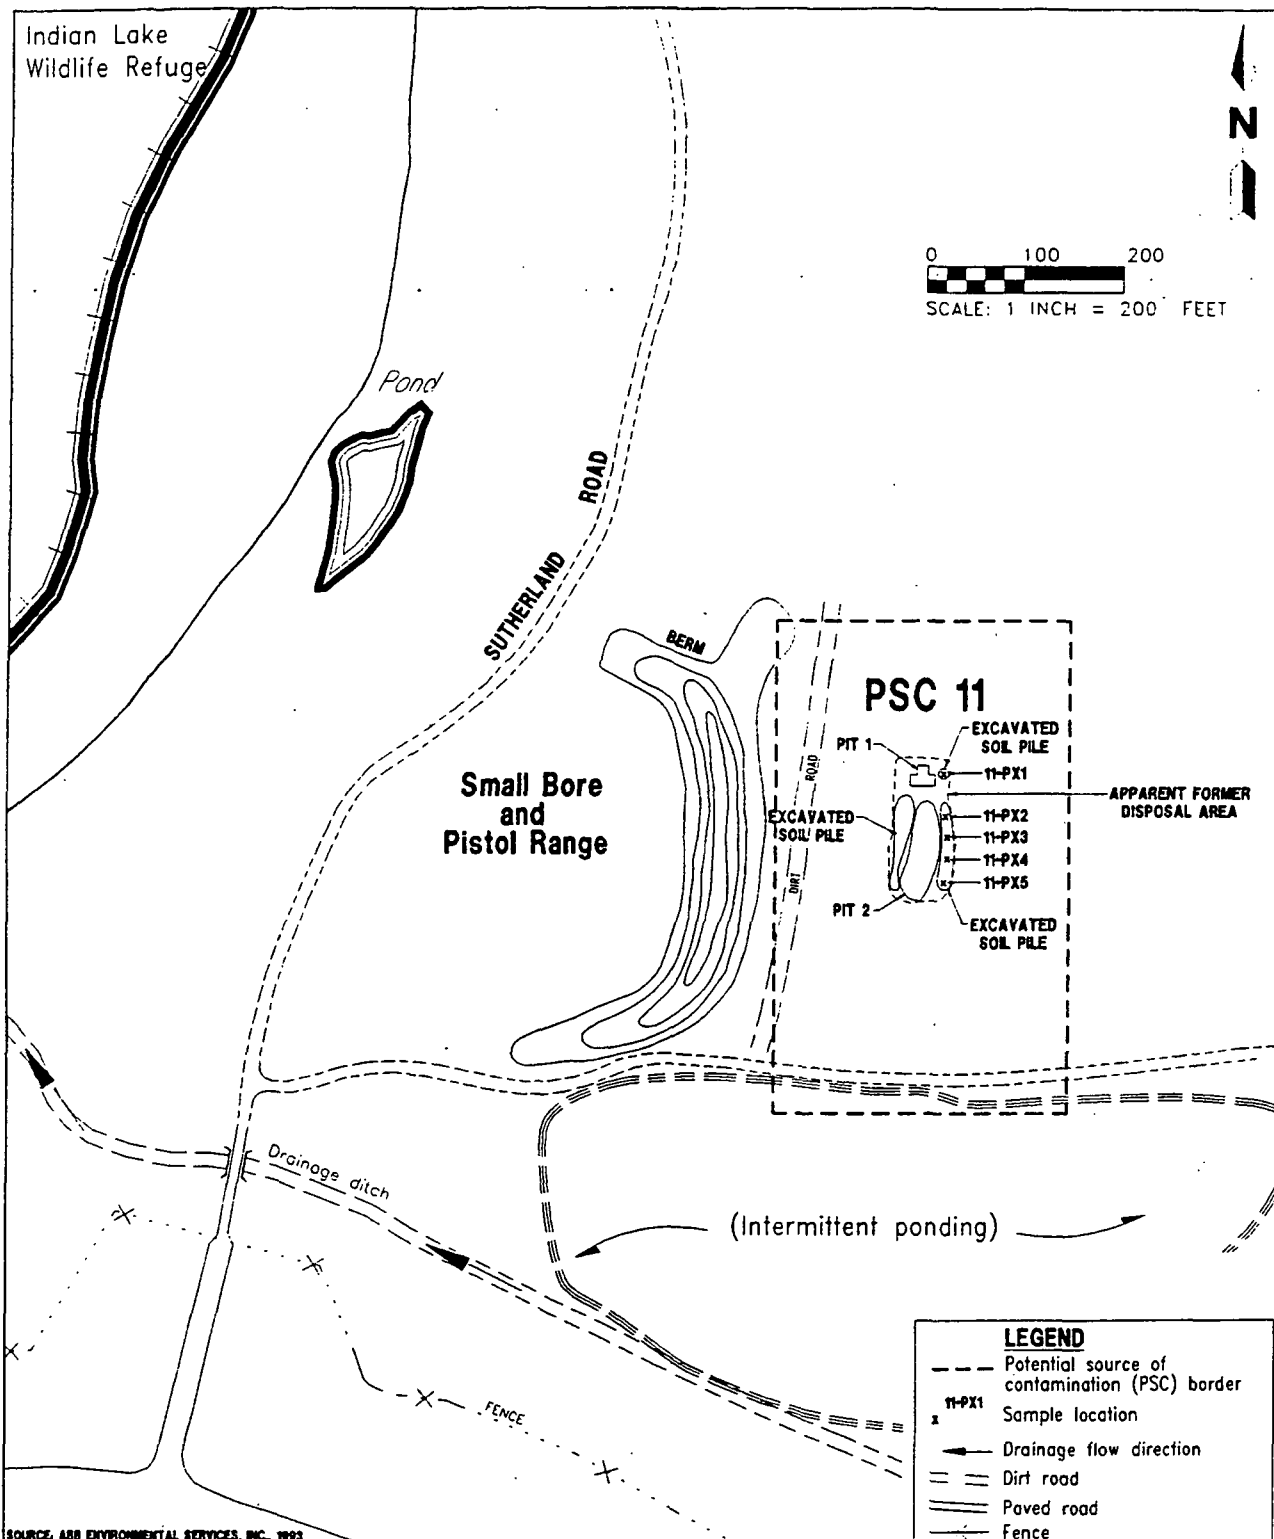 Indian Lake
Wildlife Refuge
N
0 100 200
SCALE: 1 INCH = 200 FEET
Pond
SUTHERLAND ROAD
BERM
PSC 11
PIT 1
EXCAVATED
SOIL PILE
11-PX1
ROAD
Small Bore
and
Pistol Range
APPARENT FORMER
DISPOSAL AREA
EXCAVATED
SOIL PILE
11-PX2
11-PX3
11-PX4
11-PX5
DIRT
PIT 2
EXCAVATED
SOIL PILE
Drainage ditch
(Intermittent ponding)
FENCE
LEGEND
Potential source of
contamination (PSC) border
11-PX1
x Sample location
Drainage flow direction
Dirt road
Paved road
Fence
SOURCE: ABB ENVIRONMENTAL SERVICES, INC., 1993